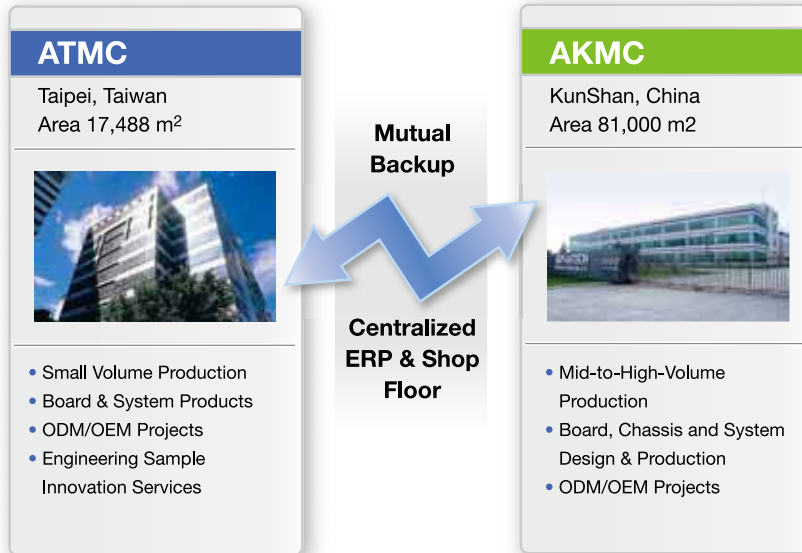 ATMC
Taipei, Taiwan
Area 17,488 m²
• Small Volume Production
• Board & System Products
• ODM/OEM Projects
• Engineering Sample
Innovation Services
Mutual
Backup
Centralized
ERP & Shop
Floor
AKMC
KunShan, China
Area 81,000 m2
• Mid-to-High-Volume
Production
• Board, Chassis and System
Design & Production
• ODM/OEM Projects